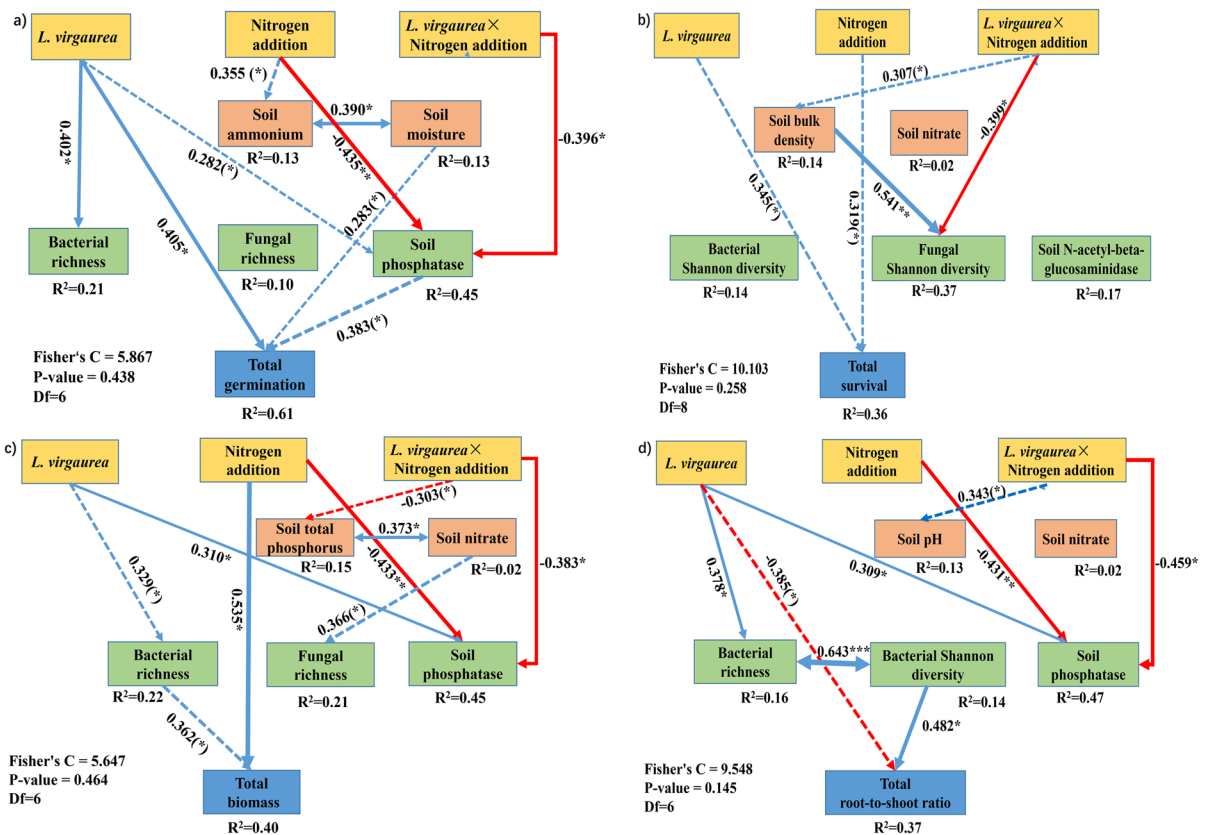 a)
L. virgaurea
Nitrogen
addition
L. virgaurea×
Nitrogen addition
0.355 (*)
Soil
ammonium
R²=0.13
0.390*
Soil
moisture
R²=0.13
-0.396*
0.402*
0.282(*)
-0.435**
0.283(*)
0.405*
Bacterial
richness
R²=0.21
Fungal
richness
R²=0.10
Soil
phosphatase
R²=0.45
0.383(*)
Fisher‘s C = 5.867
P-value = 0.438
Df=6
Total
germination
R²=0.61
b)
L. virgaurea
Nitrogen
addition
L. virgaurea×
Nitrogen addition
0.307(*)
Soil bulk
density
R²=0.14
Soil nitrate
R²=0.02
-0.399*
0.345(*)
0.319(*)
0.541**
Bacterial
Shannon diversity
R²=0.14
Fungal
Shannon diversity
R²=0.37
Soil N-acetyl-beta-
glucosaminidase
R²=0.17
Fisher's C = 10.103
P-value = 0.258
Df=8
Total
survival
R²=0.36
c)
L. virgaurea
Nitrogen
addition
L. virgaurea×
Nitrogen addition
-0.303(*)
Soil total
phosphorus
R²=0.15
0.373*
Soil nitrate
R²=0.02
-0.383*
0.310*
0.329(*)
0.535*
-0.433**
0.366(*)
Bacterial
richness
R²=0.22
Fungal
richness
R²=0.21
Soil
phosphatase
R²=0.45
0.362(*)
Fisher's C = 5.647
P-value = 0.464
Df=6
Total
biomass
R²=0.40
d)
L. virgaurea
Nitrogen
addition
L. virgaurea×
Nitrogen addition
0.343(*)
Soil pH
R²=0.13
Soil nitrate
R²=0.02
-0.459*
0.378*
-0.385(*)
0.309*
-0.431**
Bacterial
richness
R²=0.16
0.643***
Bacterial Shannon
diversity
R²=0.14
Soil
phosphatase
R²=0.47
0.482*
Fisher's C = 9.548
P-value = 0.145
Df=6
Total
root-to-shoot ratio
R²=0.37